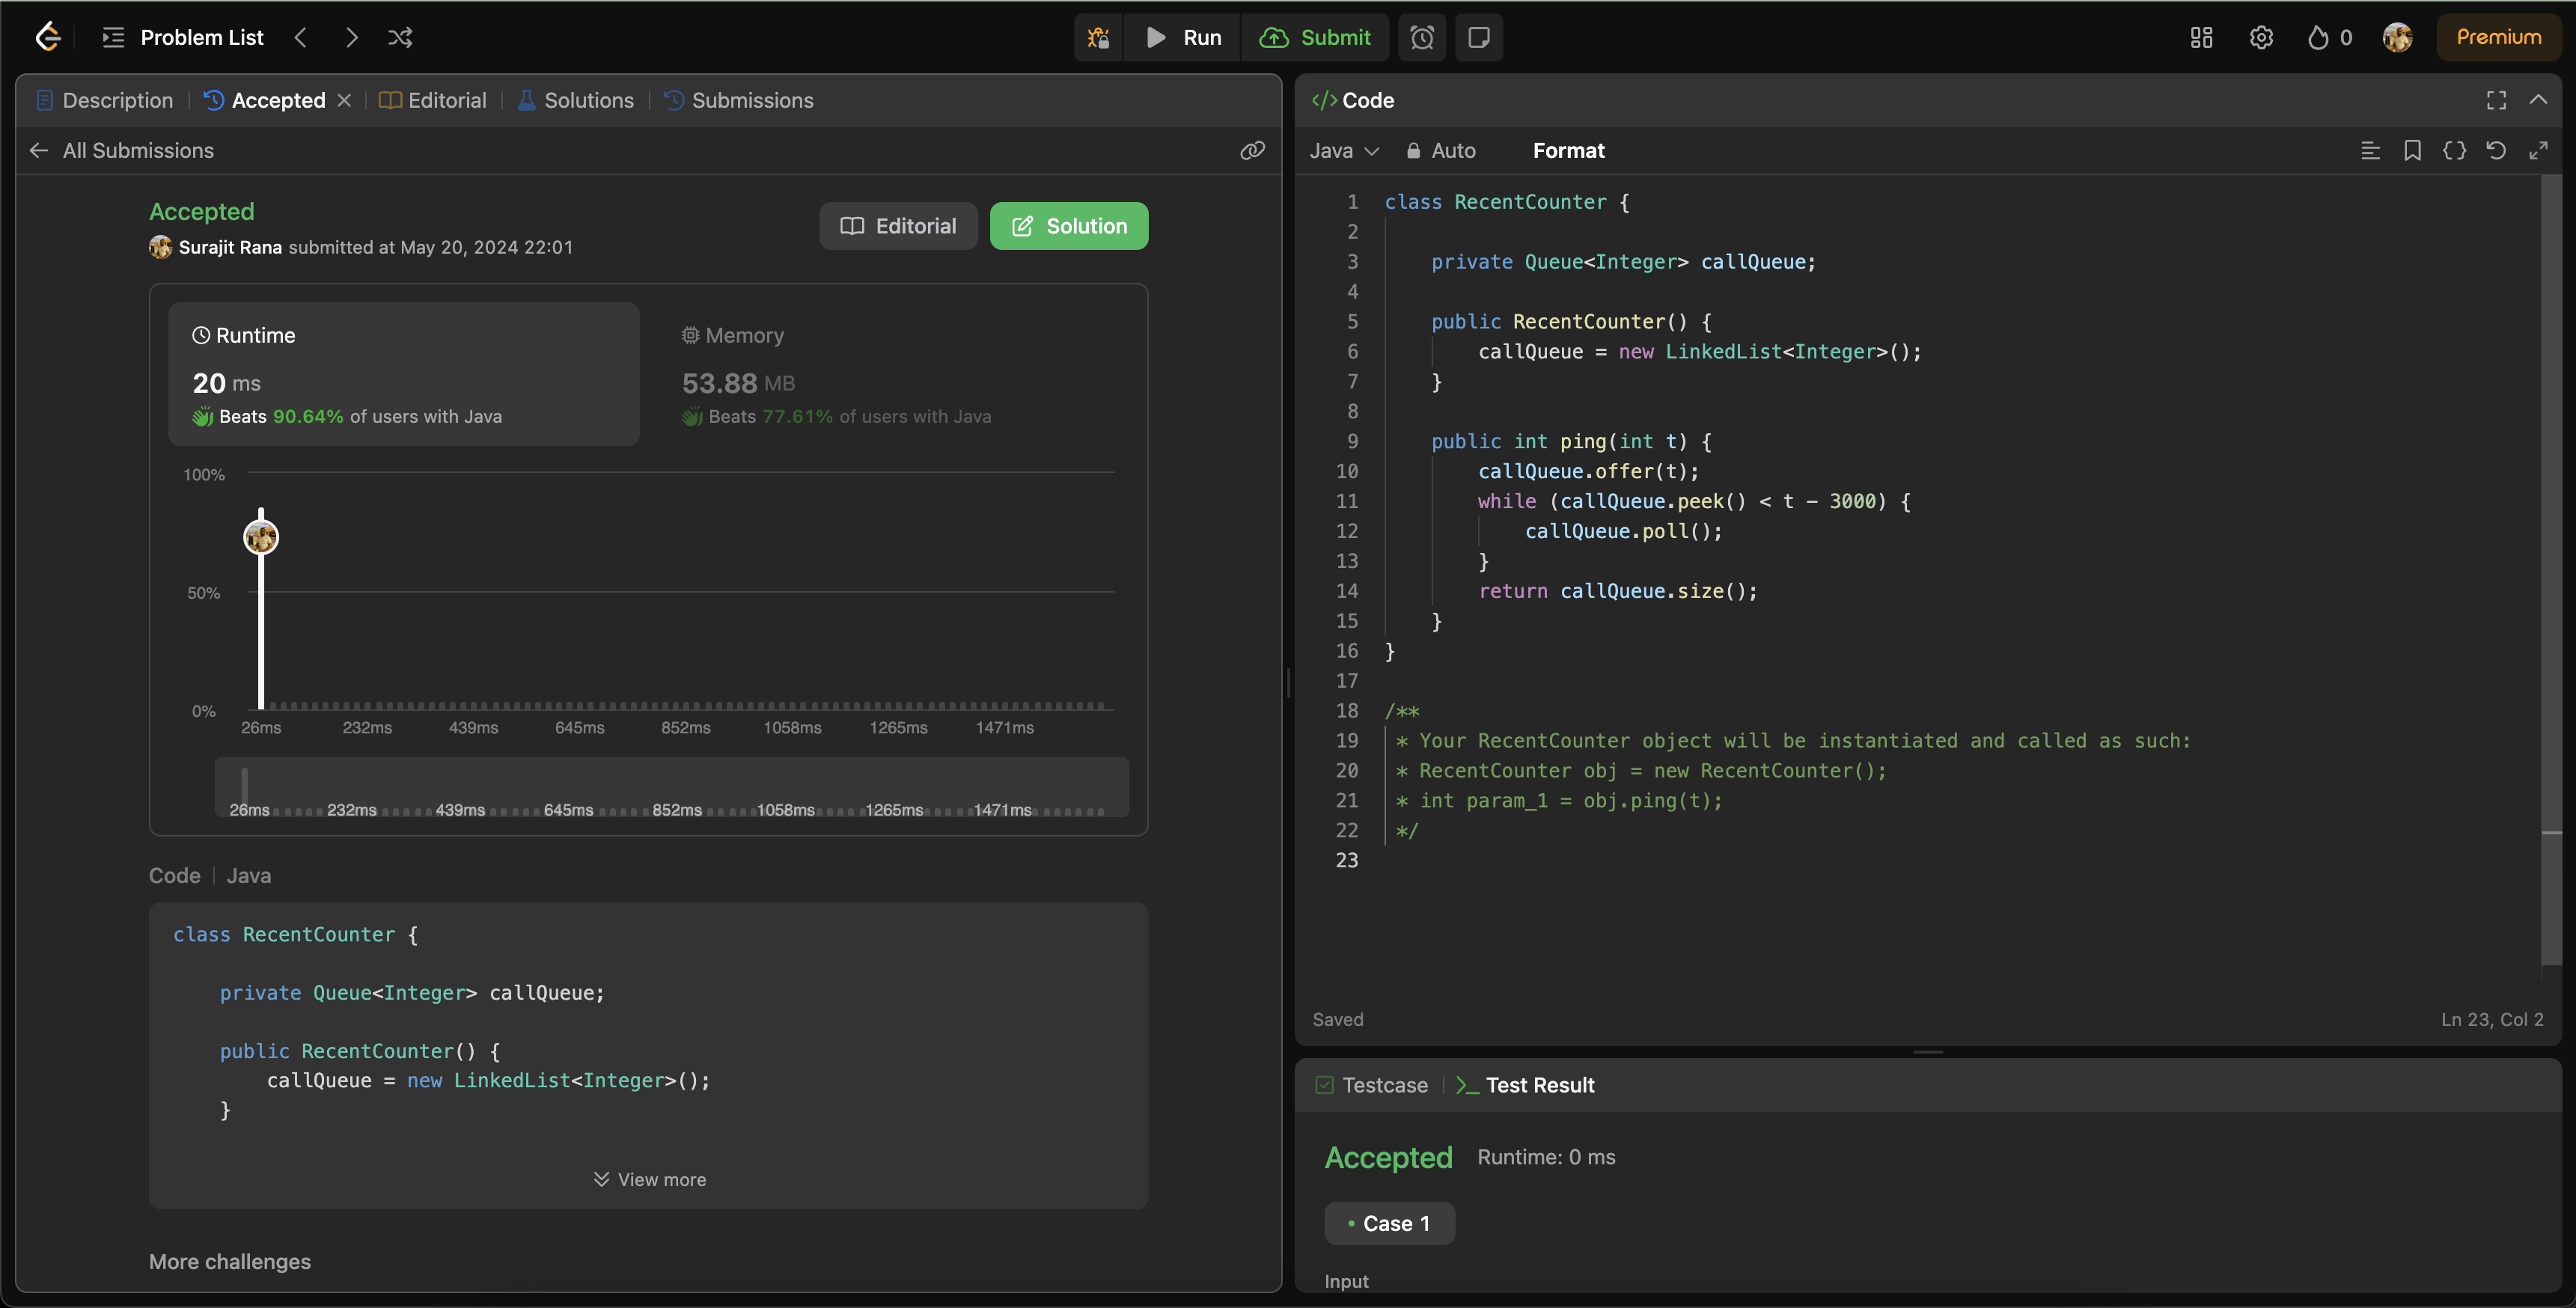 Problem List
Run
Submit
0
Premium
Description
Accepted
Editorial
Solutions
Submissions
All Submissions
Accepted
Surajit Rana submitted at May 20, 2024 22:01
Editorial
Solution
Runtime
20 ms
Beats 90.64% of users with Java
Memory
53.88 MB
Beats 77.61% of users with Java
100%
50%
0%
26ms 232ms 439ms 645ms 852ms 1058ms 1265ms 1471ms
26ms 232ms 439ms 645ms 852ms 1058ms 1265ms 1471ms
Code | Java
class RecentCounter {
    private Queue<Integer> callQueue;
    public RecentCounter() {
        callQueue = new LinkedList<Integer>();
    }
View more
More challenges
</> Code
Java
Auto
Format
1 class RecentCounter {
2
3     private Queue<Integer> callQueue;
4
5     public RecentCounter() {
6         callQueue = new LinkedList<Integer>();
7     }
8
9     public int ping(int t) {
10         callQueue.offer(t);
11         while (callQueue.peek() < t - 3000) {
12             callQueue.poll();
13         }
14         return callQueue.size();
15     }
16 }
17
18 /**
19  * Your RecentCounter object will be instantiated and called as such:
20  * RecentCounter obj = new RecentCounter();
21  * int param_1 = obj.ping(t);
22  */
23
Saved
Ln 23, Col 2
Testcase
>_ Test Result
Accepted
Runtime: 0 ms
• Case 1
Input